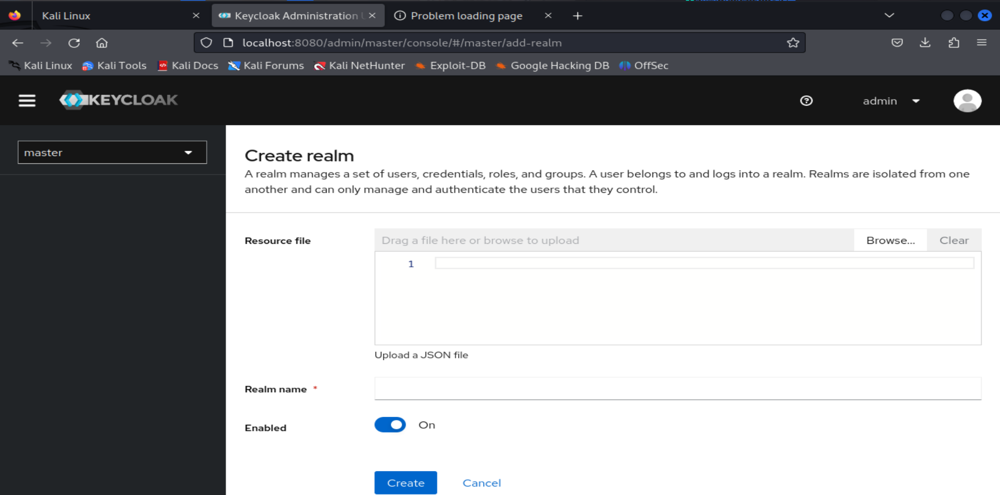 Kali Linux
Keycloak Administration
Problem loading page
localhost:8080/admin/master/console/#/master/add-realm
Kali Linux Kali Tools Kali Docs Kali Forums Kali NetHunter Exploit-DB Google Hacking DB OffSec
KEYCLOAK
admin
master
Create realm
A realm manages a set of users, credentials, roles, and groups. A user belongs to and logs into a realm. Realms are isolated from one
another and can only manage and authenticate the users that they control.
Resource file
Drag a file here or browse to upload
Browse...
Clear
1
Upload a JSON file
Realm name *
Enabled
On
Create
Cancel